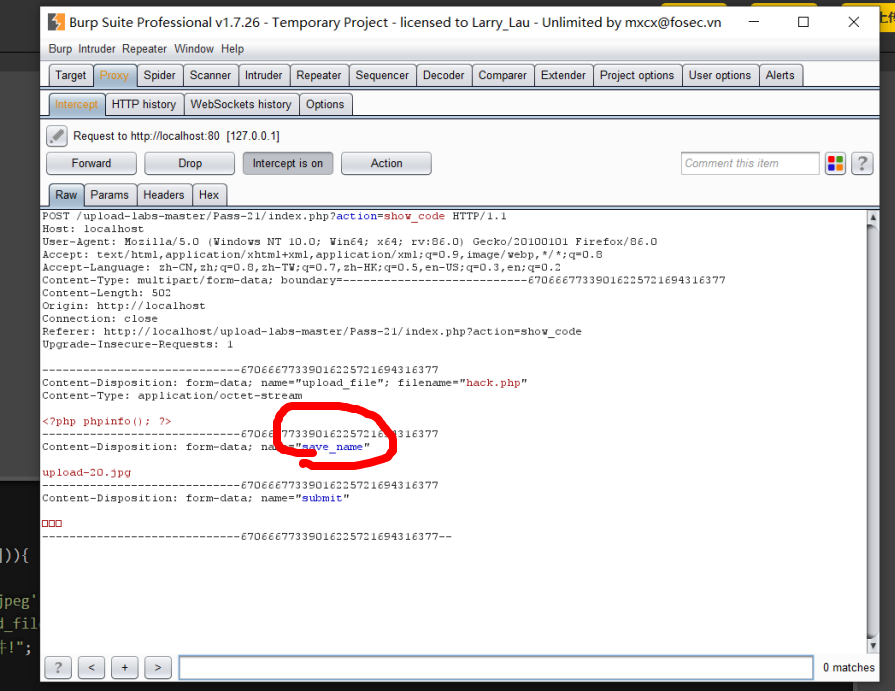 Burp Suite Professional v1.7.26 - Temporary Project - licensed to Larry_Lau - Unlimited by mxcx@fosec.vn
Burp Intruder Repeater Window Help
Target Proxy Spider Scanner Intruder Repeater Sequencer Decoder Comparer Extender Project options User options Alerts
Intercept HTTP history WebSockets history Options
Request to http://localhost:80 [127.0.0.1]
Forward Drop Intercept is on Action Comment this item ?
Raw Params Headers Hex
POST /upload-labs-master/Pass-21/index.php?action=show_code HTTP/1.1
Host: localhost
User-Agent: Mozilla/5.0 (Windows NT 10.0; Win64; x64; rv:86.0) Gecko/20100101 Firefox/86.0
Accept: text/html,application/xhtml+xml,application/xml;q=0.9,image/webp,*/*;q=0.8
Accept-Language: zh-CN,zh;q=0.8,zh-TW;q=0.7,zh-HK;q=0.5,en-US;q=0.3,en;q=0.2
Content-Type: multipart/form-data; boundary=---------------------------670666773390162257216943​16377
Content-Length: 502
Origin: http://localhost
Connection: close
Referer: http://localhost/upload-labs-master/Pass-21/index.php?action=show_code
Upgrade-Insecure-Requests: 1
-----------------------------67066677339016225721694316377
Content-Disposition: form-data; name="upload_file"; filename="hack.php"
Content-Type: application/octet-stream
<?php phpinfo(); ?>
-----------------------------67066677339016225721694316377
Content-Disposition: form-data; name="save_name"
upload-20.jpg
-----------------------------67066677339016225721694316377
Content-Disposition: form-data; name="submit"
□□□
-----------------------------67066677339016225721694316377--
)){
jpeg'
d_fil
!";
? < + > 0 matches